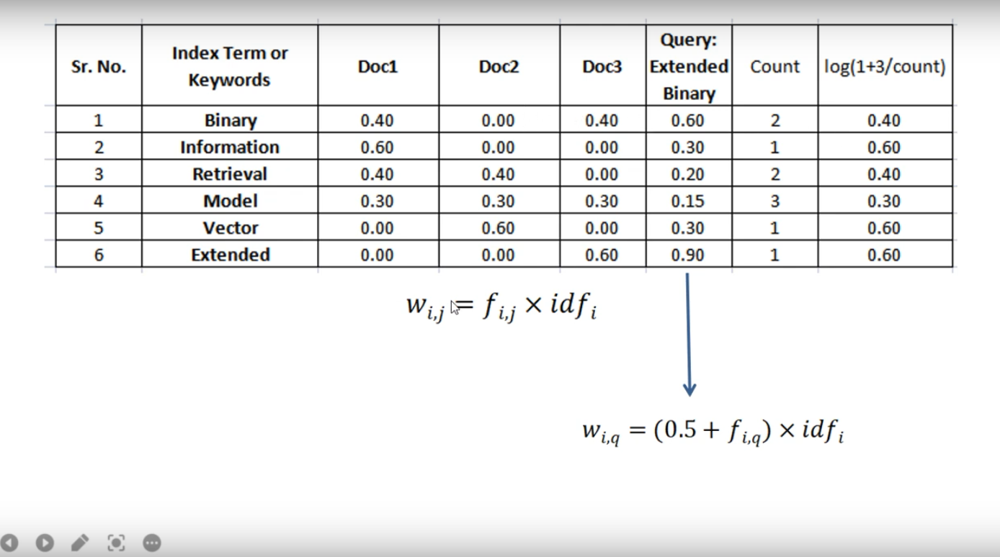 Sr. No. Index Term or Keywords Doc1 Doc2 Doc3 Query: Extended Binary Count log(1+3/count)
1 Binary 0.40 0.00 0.40 0.60 2 0.40
2 Information 0.60 0.00 0.00 0.30 1 0.60
3 Retrieval 0.40 0.40 0.00 0.20 2 0.40
4 Model 0.30 0.30 0.30 0.15 3 0.30
5 Vector 0.00 0.60 0.00 0.30 1 0.60
6 Extended 0.00 0.00 0.60 0.90 1 0.60
w_{i,j} = f_{i,j} × idf_i
w_{i,q} = (0.5 + f_{i,q}) × idf_i